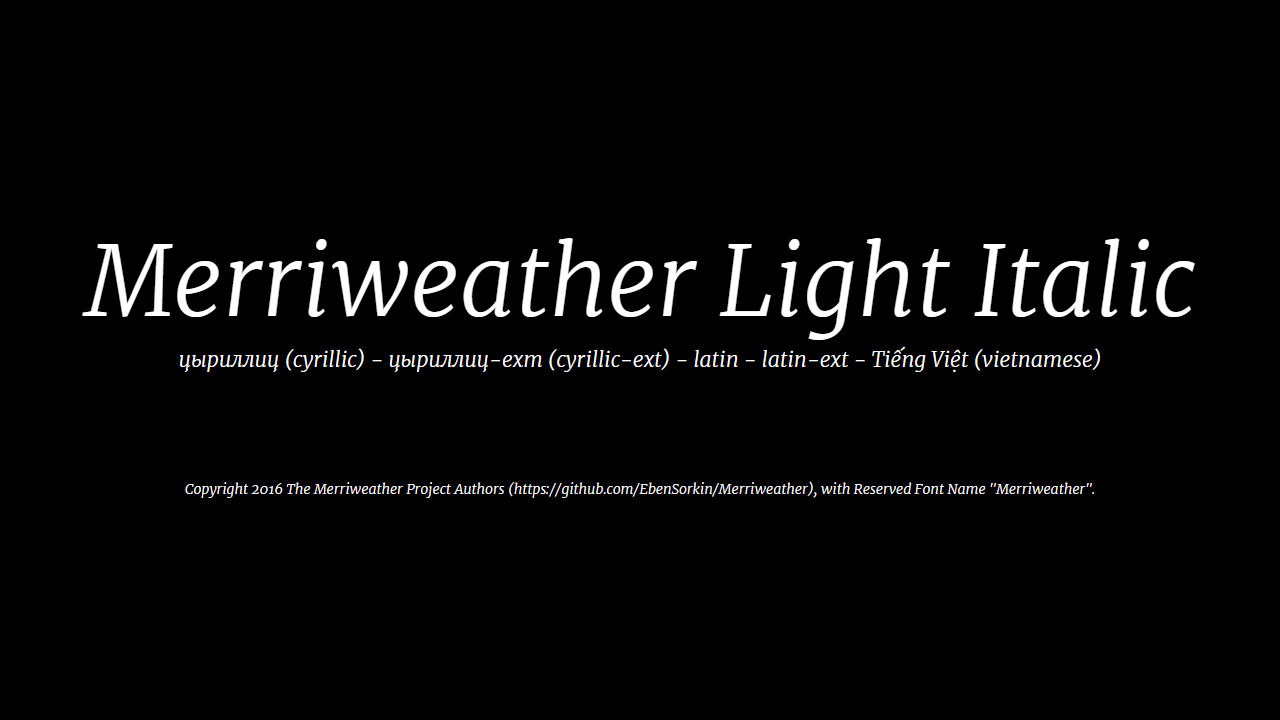 Merriweather Light Italic
цыриллиц (cyrillic) - цыриллиц-ext (cyrillic-ext) - latin - latin-ext - Tiếng Việt (vietnamese)
Copyright 2016 The Merriweather Project Authors (https://github.com/EbenSorkin/Merriweather), with Reserved Font Name "Merriweather".